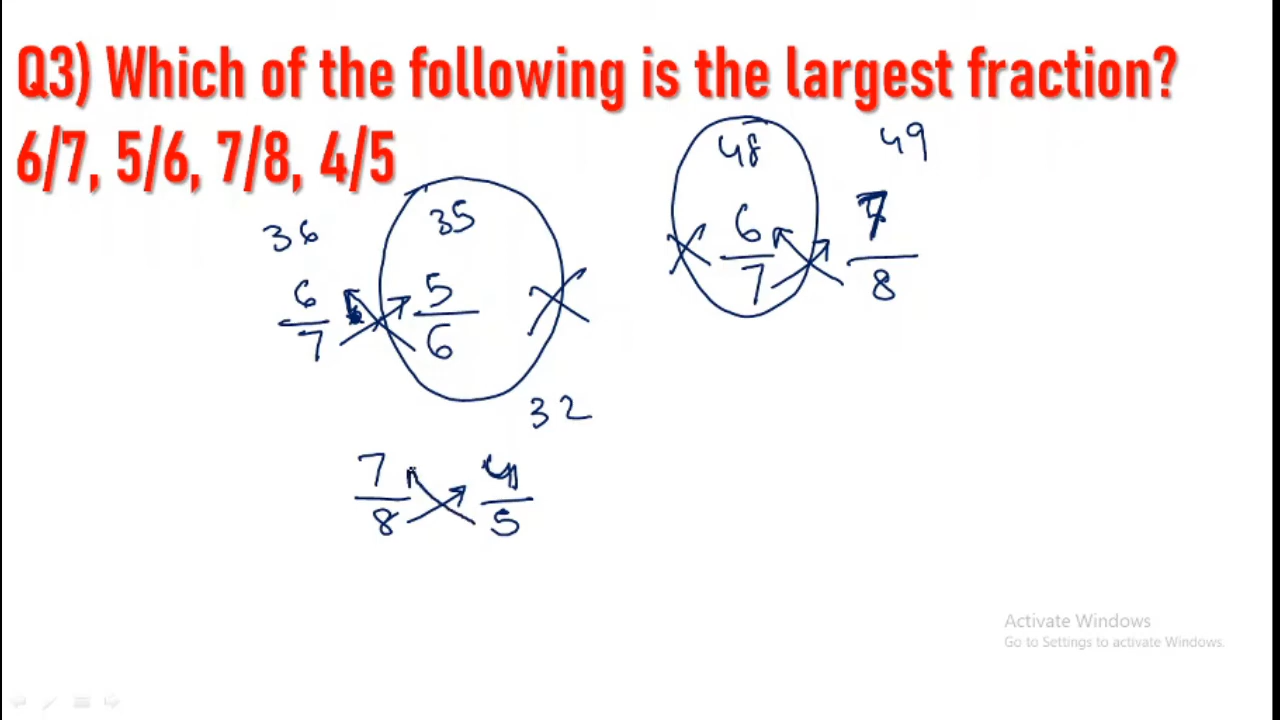 Q3) Which of the following is the largest fraction?
6/7, 5/6, 7/8, 4/5
36 35
6/7 5/6
48 49
6/7 7/8
32
7/8 4/5
Activate Windows
Go to Settings to activate Windows.